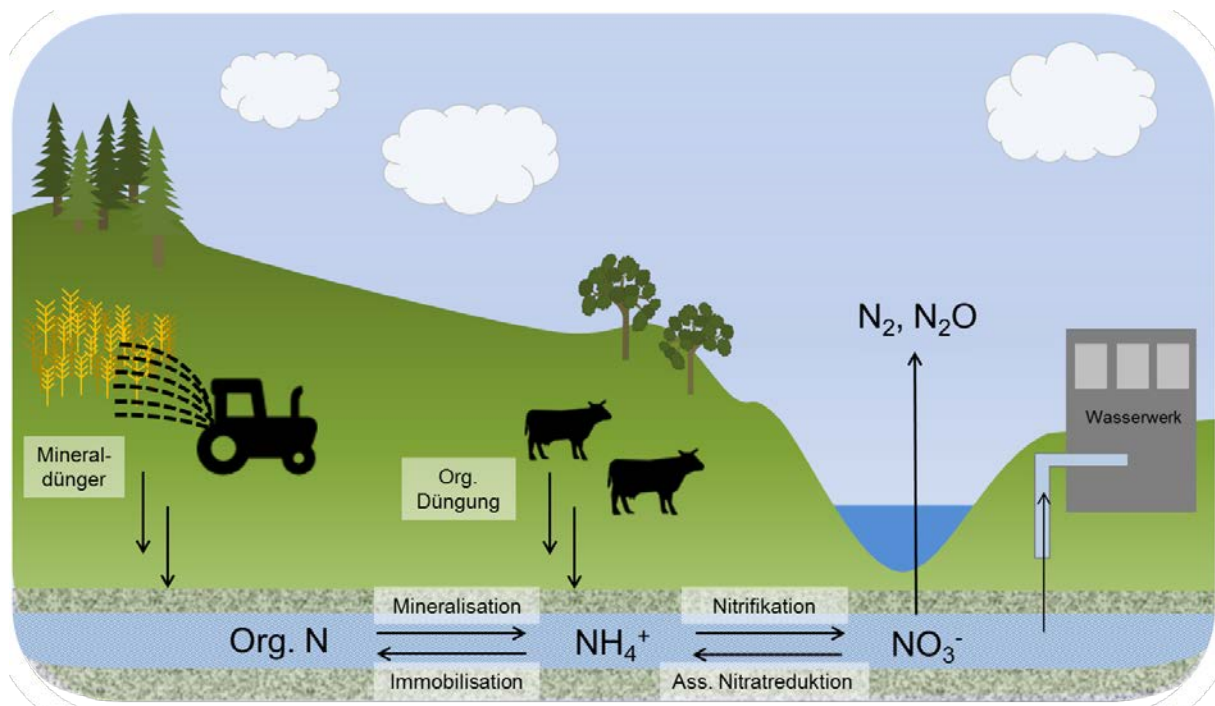 N₂, N₂O
Wasserwerk
Mineral-
dünger
Org.
Düngung
Mineralisation
Nitrifikation
Org. N
NH₄⁺
NO₃⁻
Immobilisation
Ass. Nitratreduktion